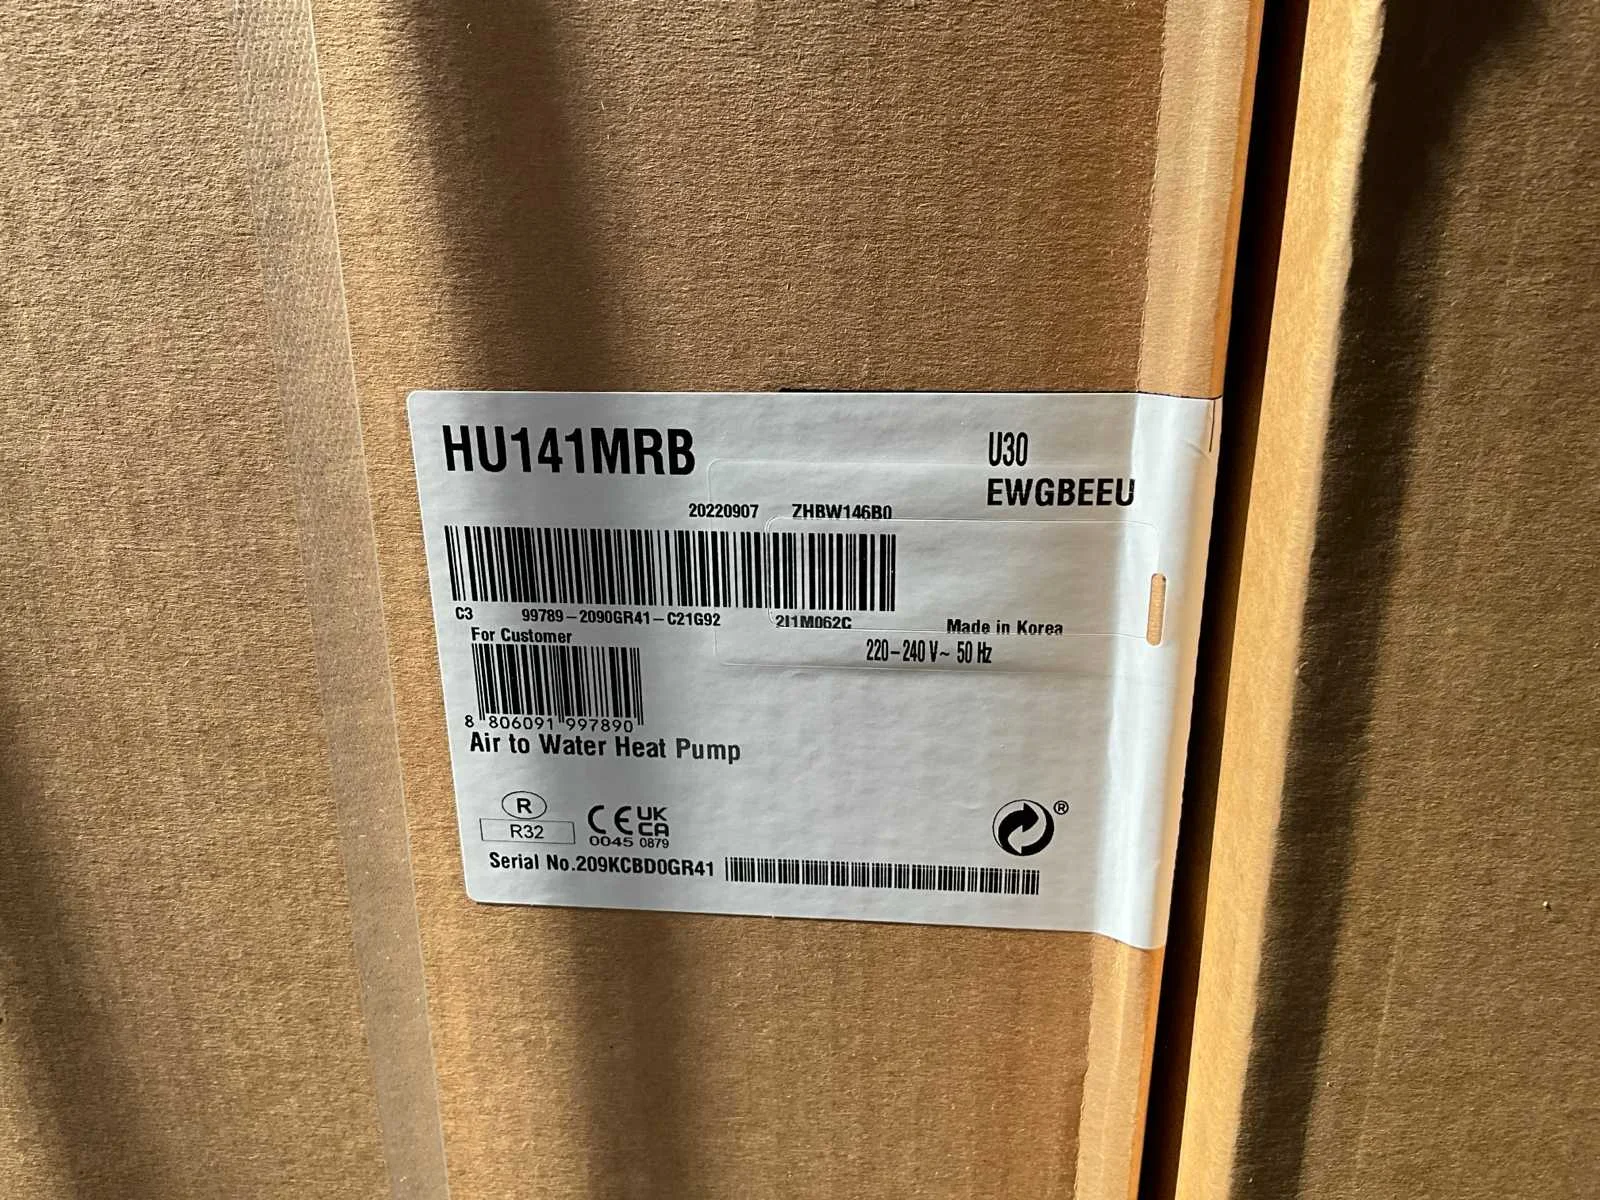 HU141MRB
U30
EWGBEEU
20220907 ZHBW146B0
C3 99789-2090GR41-C21G92 2I1M062C
Made in Korea
For Customer
220-240 V~ 50 Hz
8 806091 997890
Air to Water Heat Pump
R
R32
CE UK CA
0045 0879
®
Serial No.209KCBD0GR41